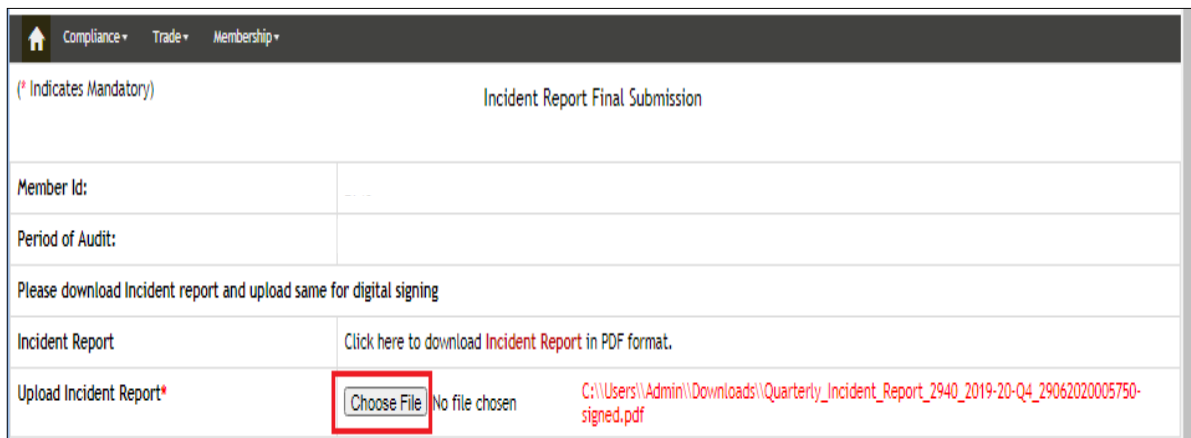 Compliance Trade Membership
(* Indicates Mandatory)
Incident Report Final Submission
Member Id:
Period of Audit:
Please download Incident report and upload same for digital signing
Incident Report Click here to download Incident Report in PDF format.
Upload Incident Report* Choose File No file chosen C:\\Users\\Admin\\Downloads\\Quarterly_Incident_Report_2940_2019-20-Q4_29062020005750-
signed.pdf